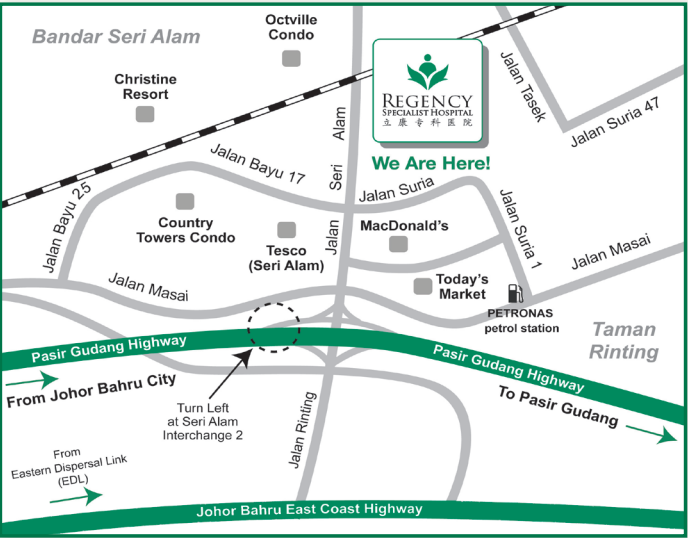 Bandar Seri Alam
Octville
Condo
Christine
Resort
REGENCY
SPECIALIST HOSPITAL
立康专科医院
We Are Here!
Jalan Tasek
Jalan Suria 47
Jalan Seri Alam
Jalan Bayu 17
Jalan Bayu 25
Jalan Suria
Jalan Suria 1
Country
Towers Condo
Tesco
(Seri Alam)
MacDonald's
Today's
Market
Jalan Masai
Jalan Masai
PETRONAS
petrol station
Taman
Rinting
Pasir Gudang Highway
Pasir Gudang Highway
From Johor Bahru City
To Pasir Gudang
Turn Left
at Seri Alam
Interchange 2
Jalan Rinting
From
Eastern Dispersal Link
(EDL)
Johor Bahru East Coast Highway